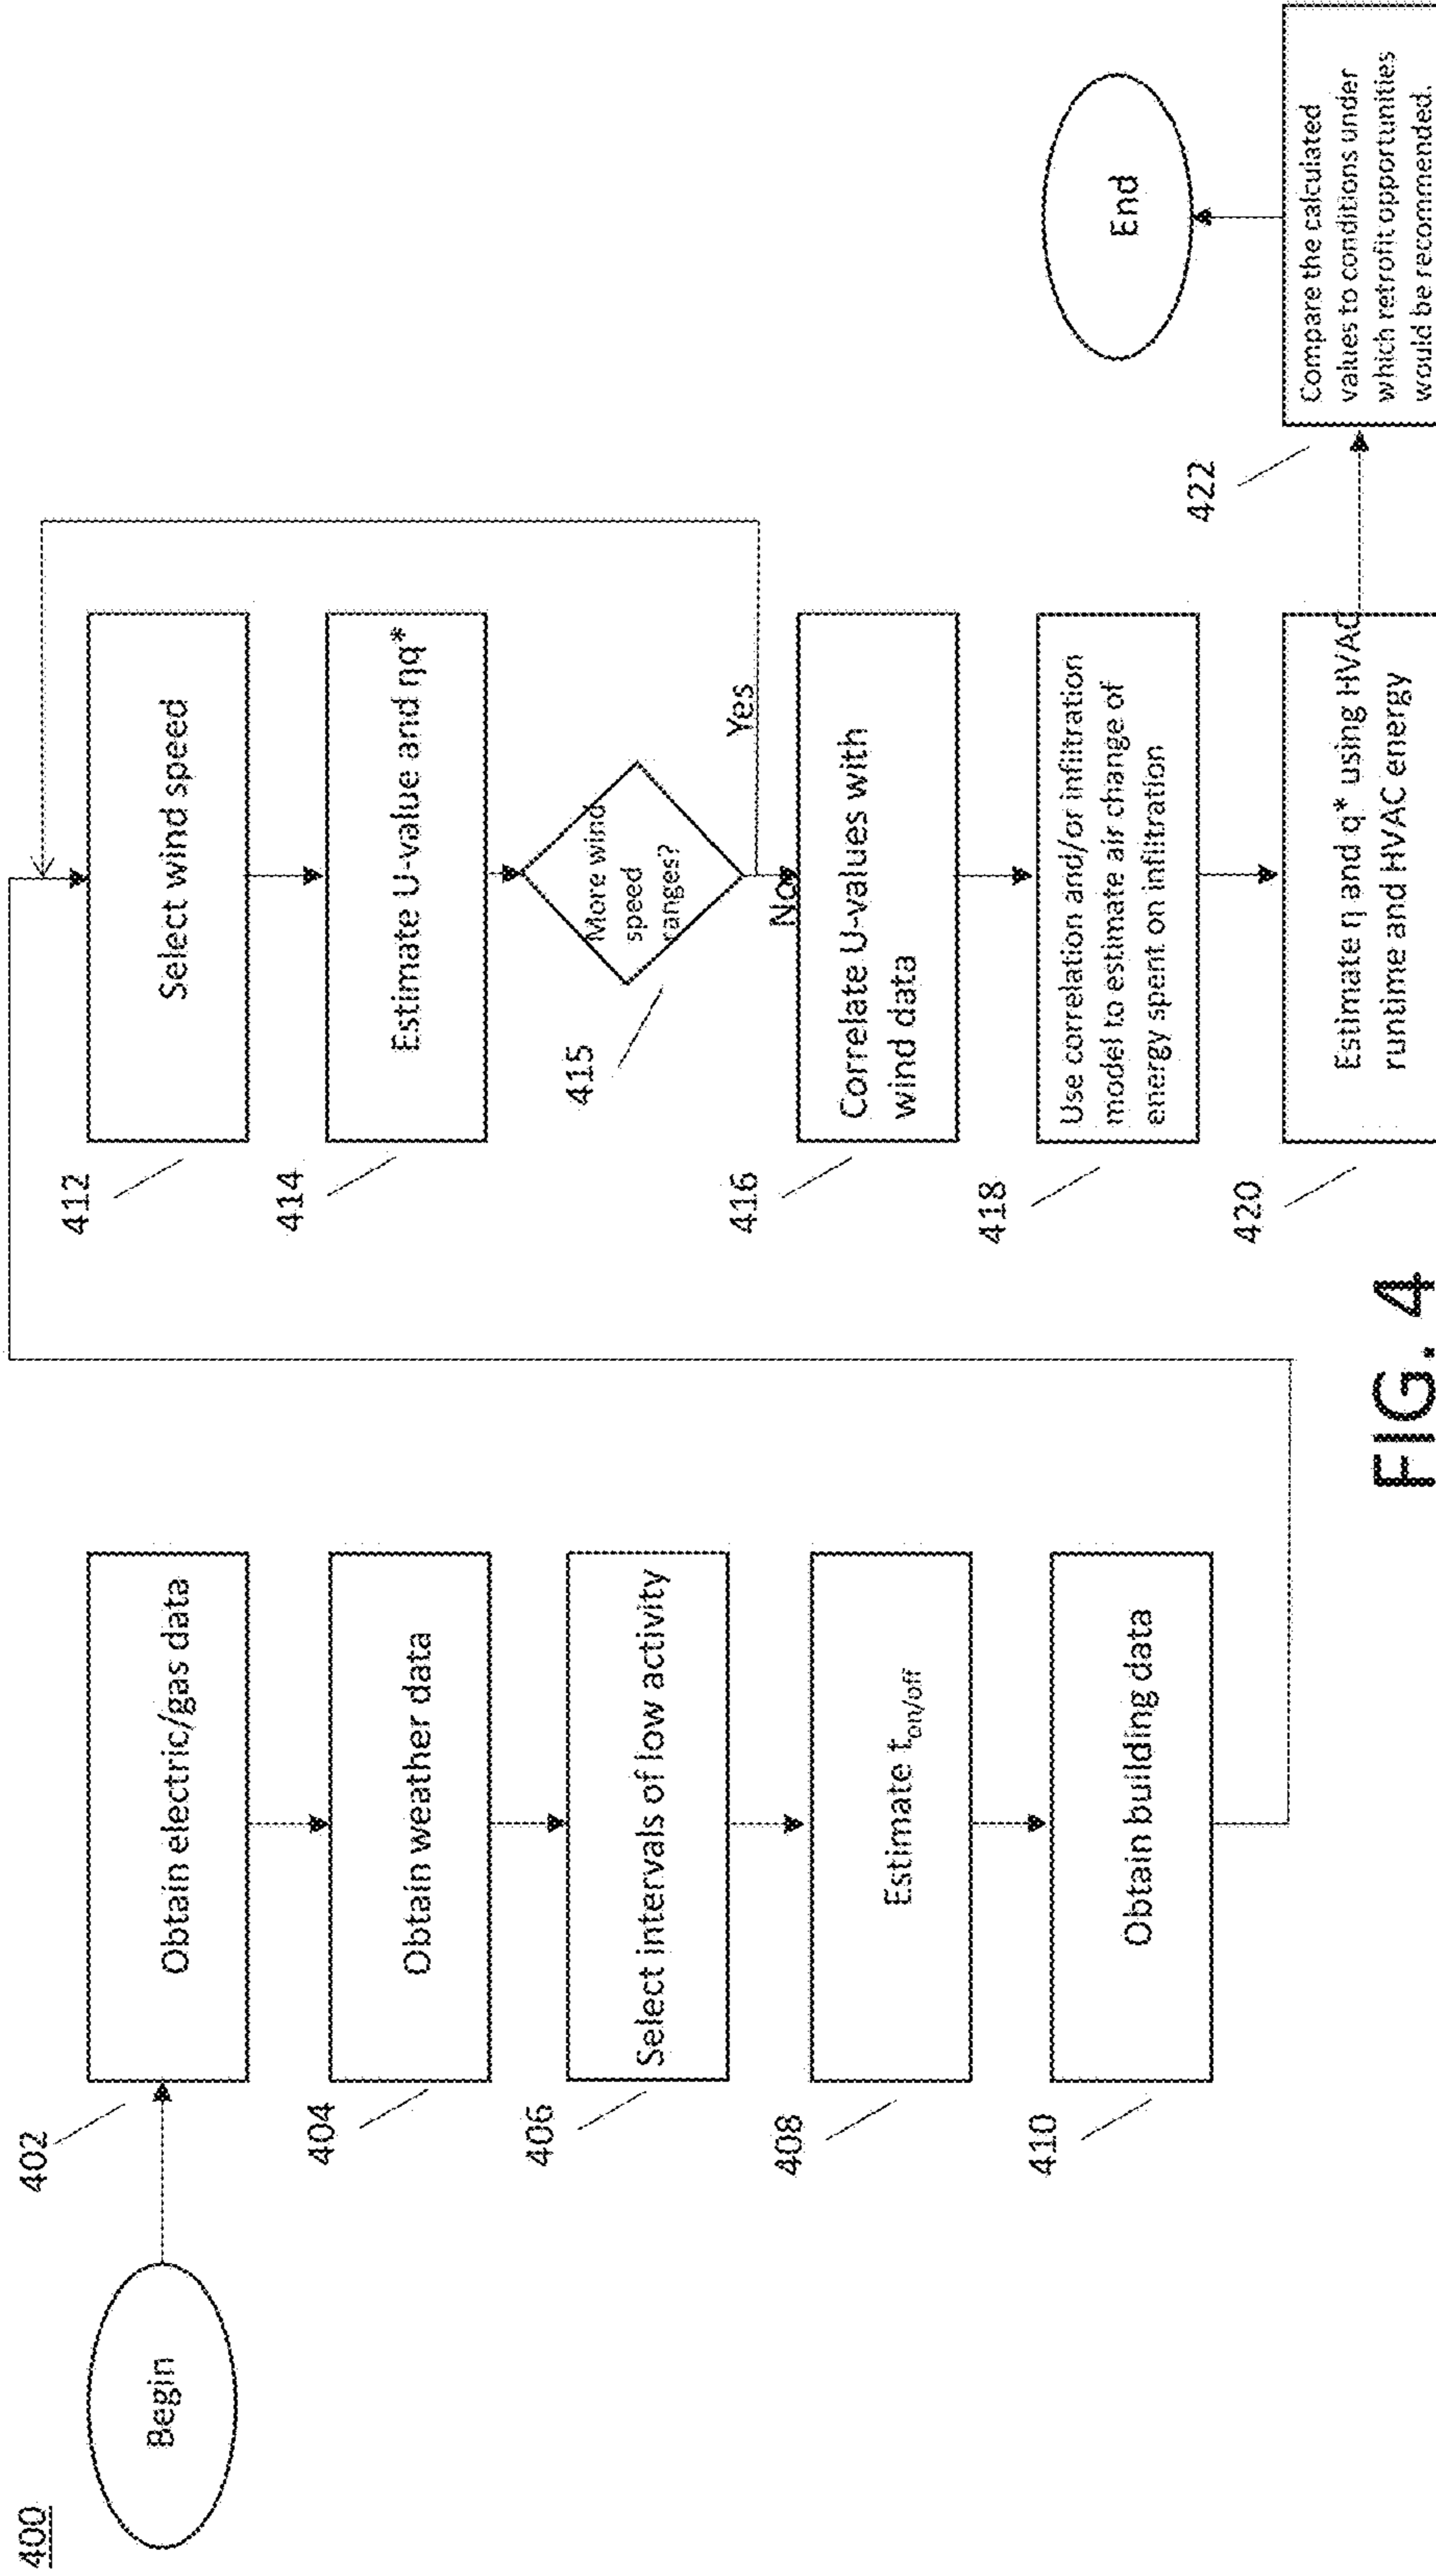 400
Begin
402
Obtain electric/gas data
404
Obtain weather data
406
Select intervals of low activity
408
Estimate t_on/off
410
Obtain building data
412
Select wind speed
414
Estimate U-value and ηq*
415
More wind
speed
ranges?
Yes
No
416
Correlate U-values with
wind data
418
Use correlation and/or infiltration
model to estimate air change of
energy spent on infiltration
420
Estimate η and q* using HVAC
runtime and HVAC energy
422
Compare the calculated
values to conditions under
which retrofit opportunities
would be recommended.
End
FIG. 4